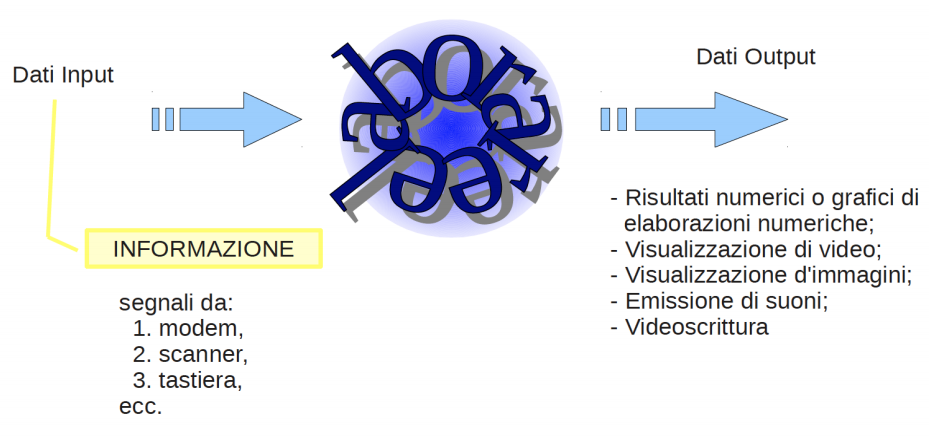 Dati Input
elaborare
Dati Output
INFORMAZIONE
segnali da:
1. modem,
2. scanner,
3. tastiera,
ecc.
- Risultati numerici o grafici di
elaborazioni numeriche;
- Visualizzazione di video;
- Visualizzazione d'immagini;
- Emissione di suoni;
- Videoscrittura